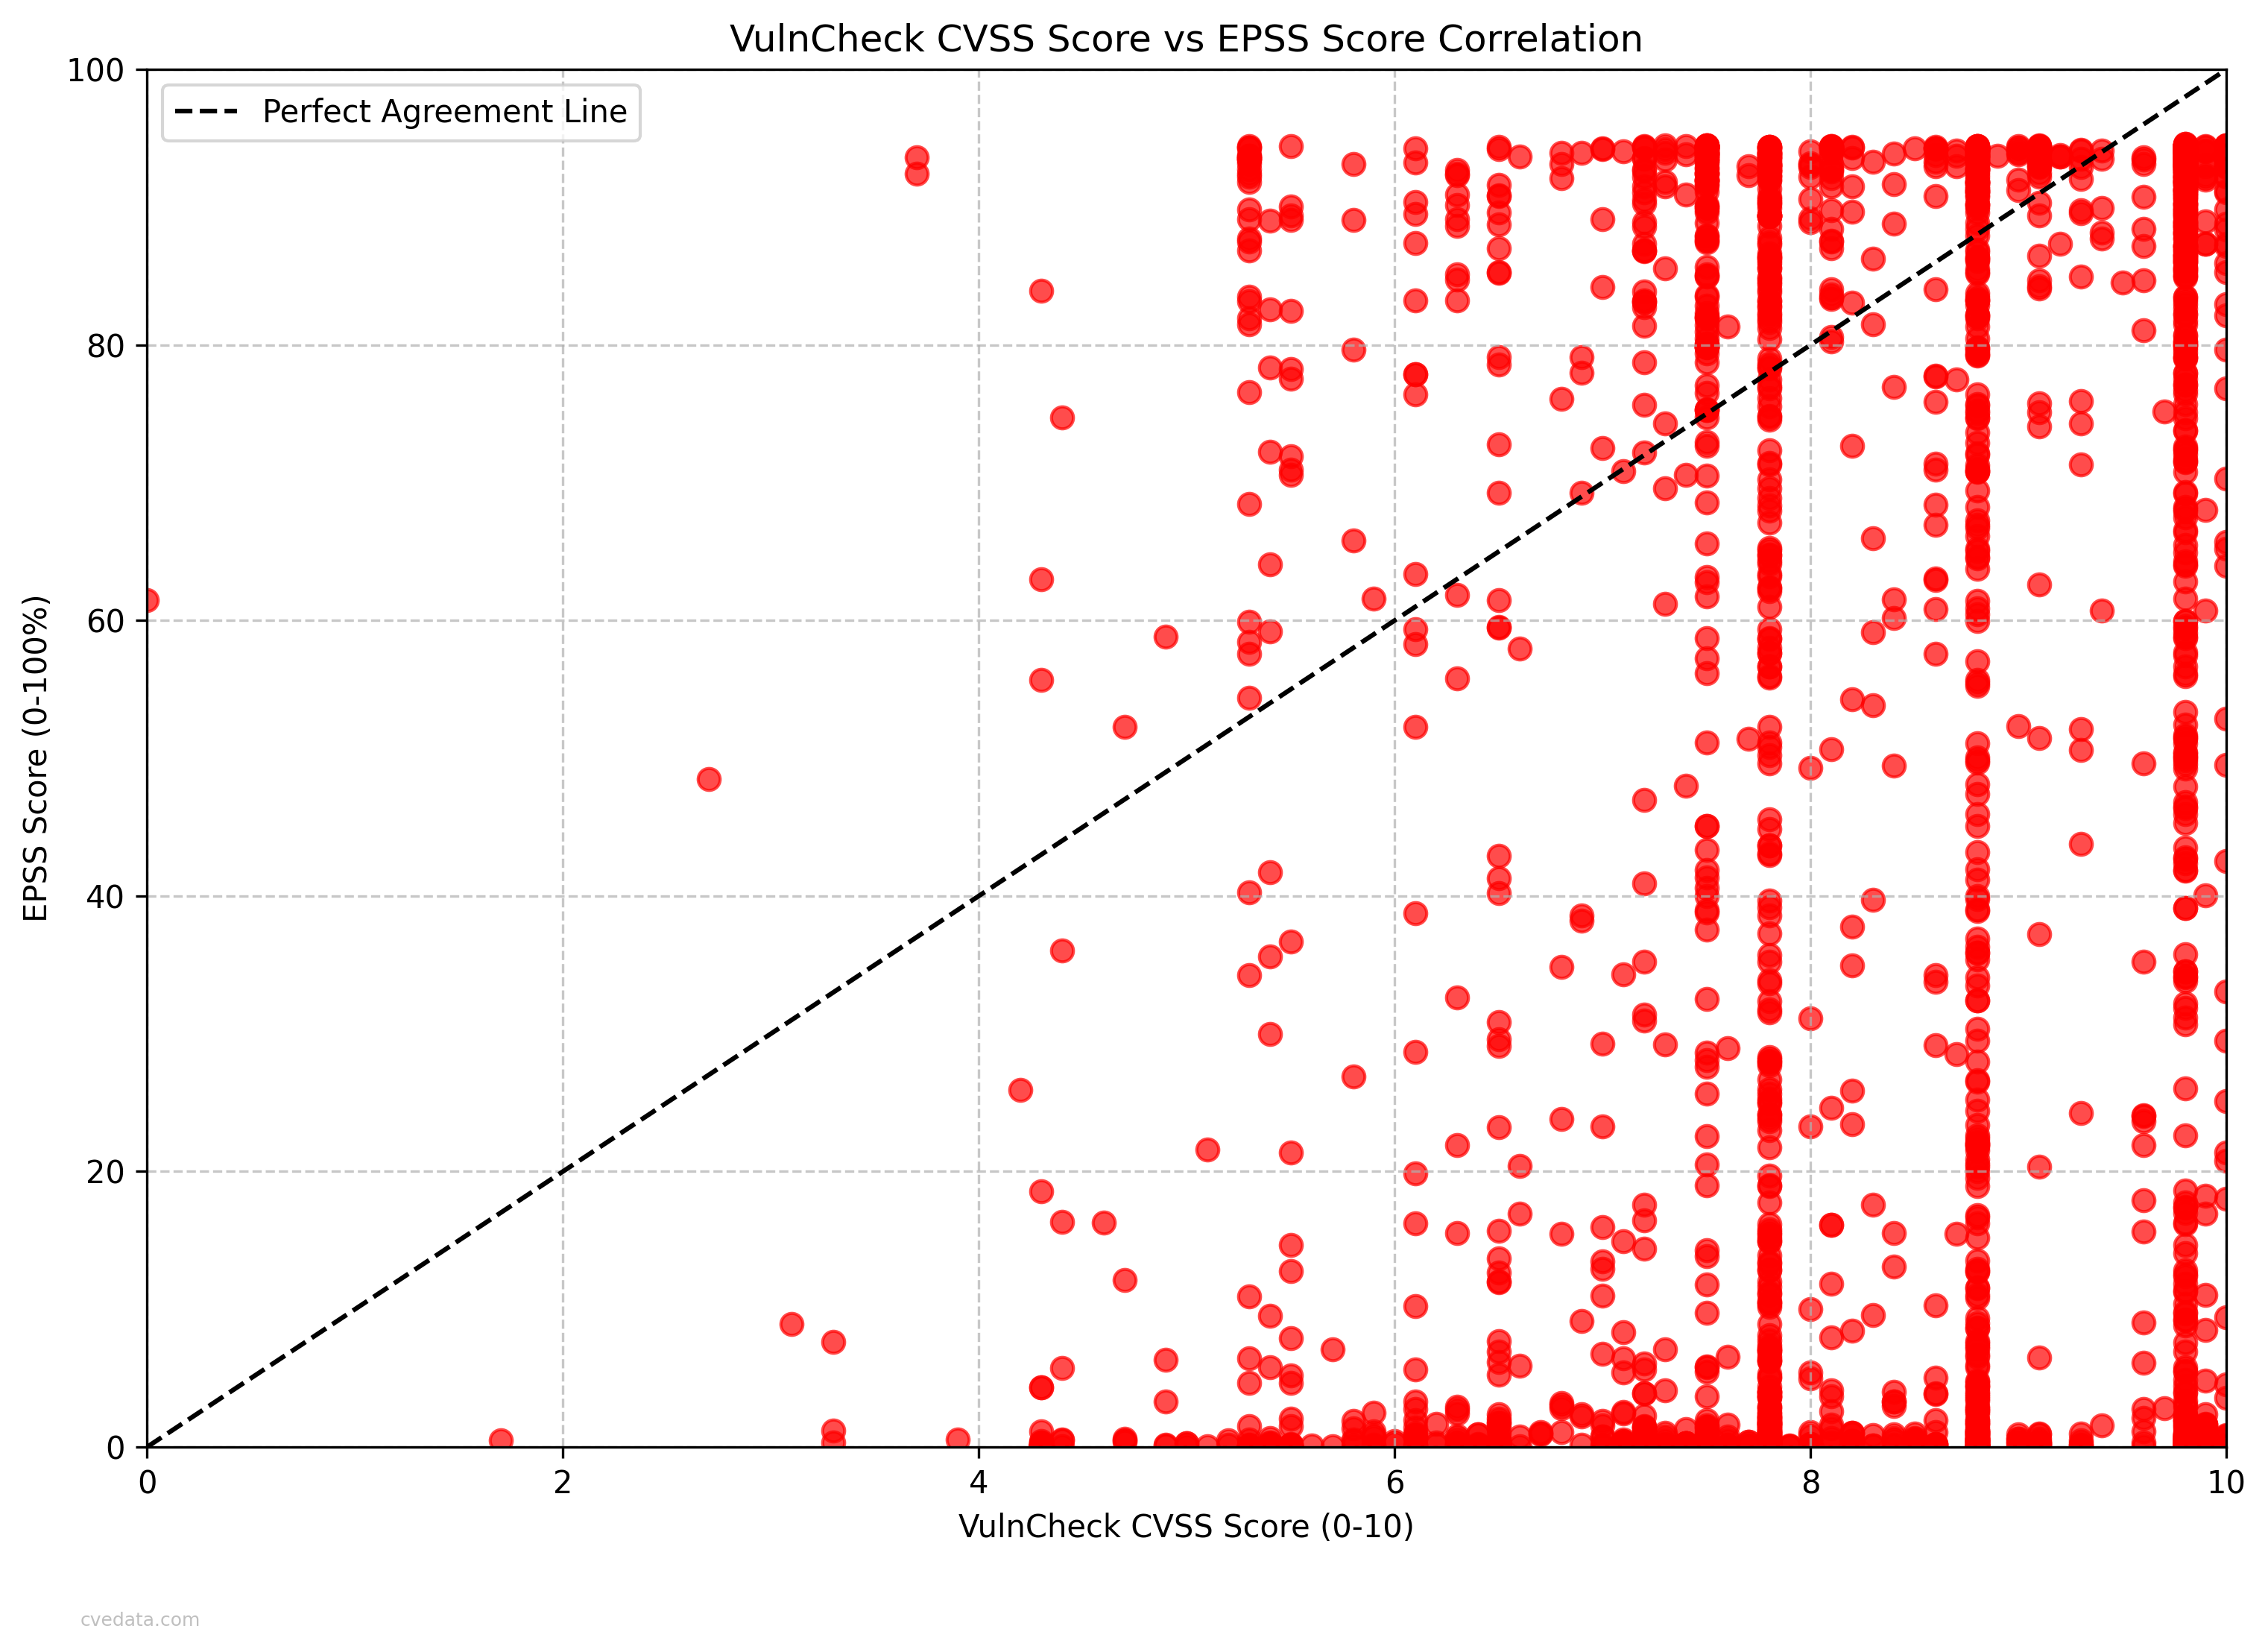 VulnCheck CVSS Score vs EPSS Score Correlation
Perfect Agreement Line
EPSS Score (0-100%)
100
80
60
40
20
0
0 2 4 6 8 10
VulnCheck CVSS Score (0-10)
cvedata.com